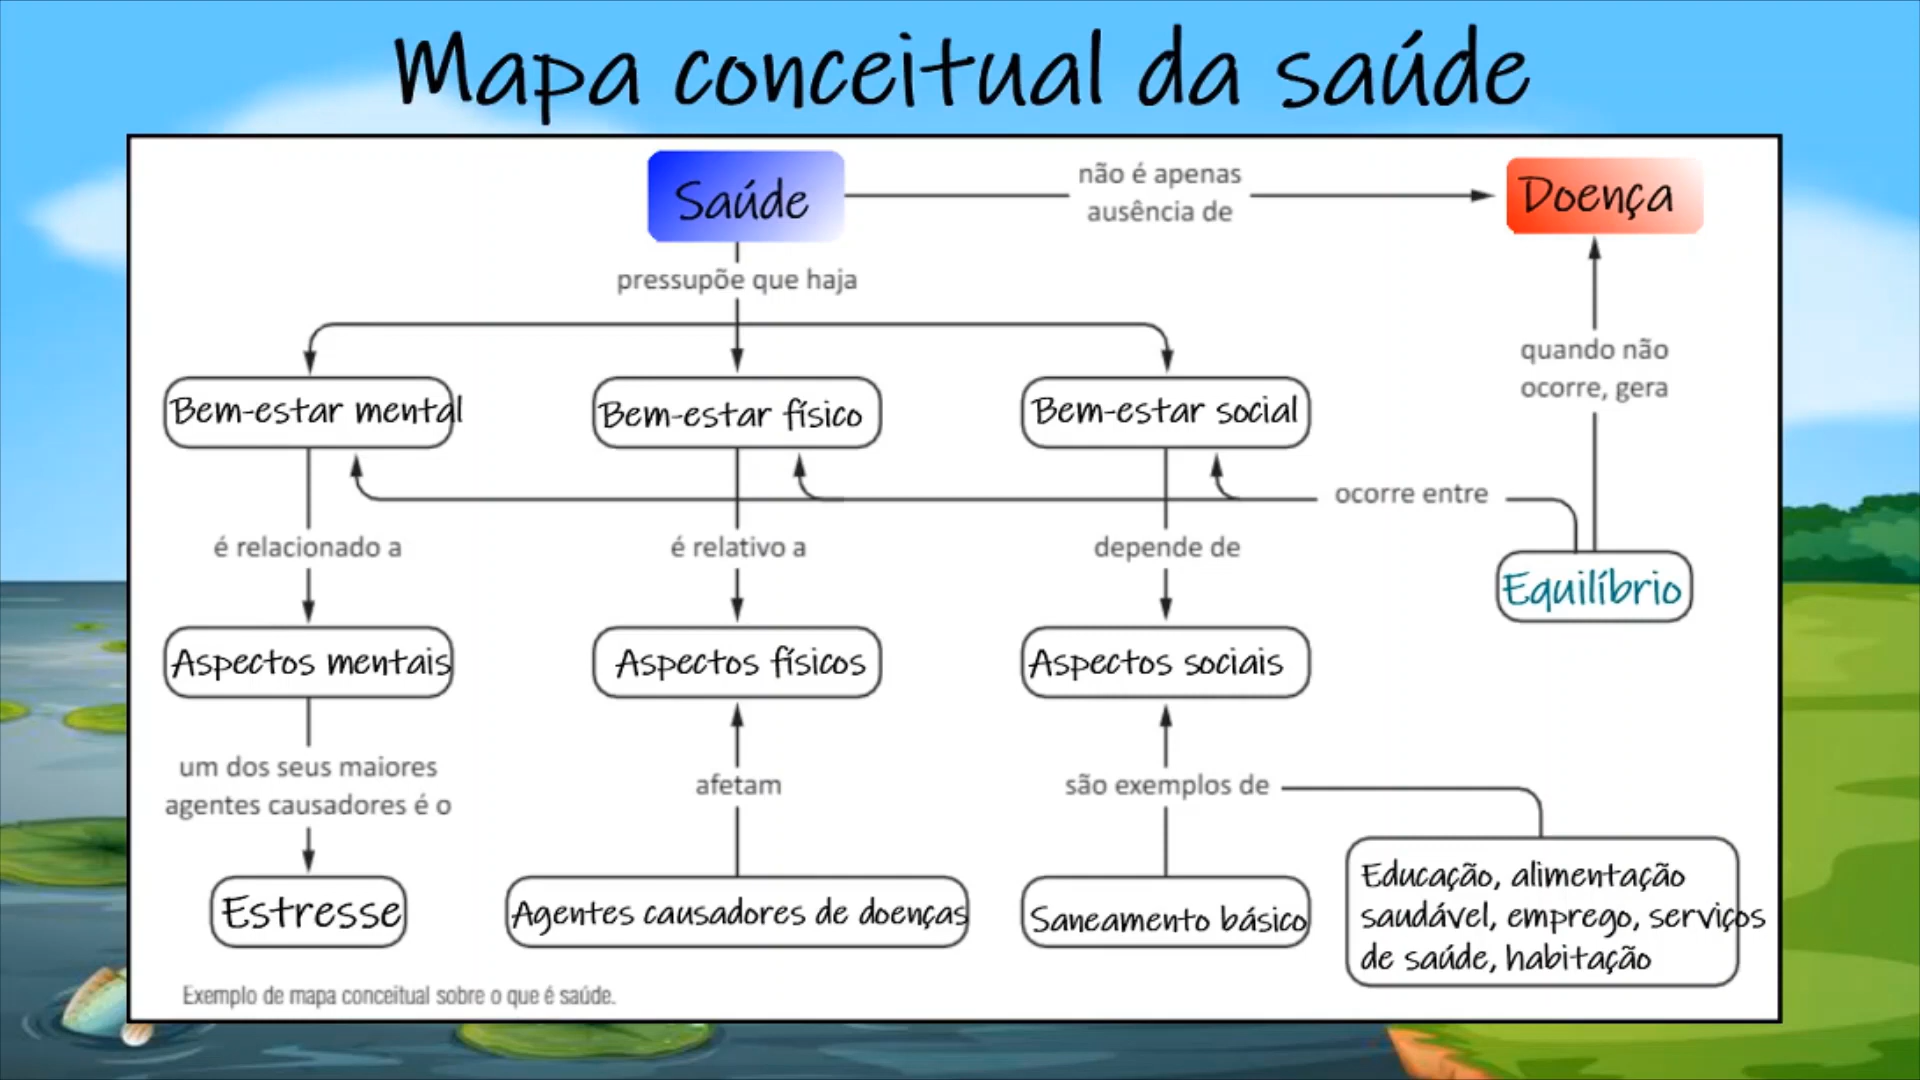 Mapa conceitual da saúde
Saúde
não é apenas
ausência de
Doença
pressupõe que haja
quando não
ocorre, gera
Bem-estar mental
Bem-estar físico
Bem-estar social
ocorre entre
é relacionado a
é relativo a
depende de
Equilíbrio
Aspectos mentais
Aspectos físicos
Aspectos sociais
um dos seus maiores
agentes causadores é o
afetam
são exemplos de
Estresse
Agentes causadores de doenças
Saneamento básico
Educação, alimentação
saudável, emprego, serviços
de saúde, habitação
Exemplo de mapa conceitual sobre o que é saúde.